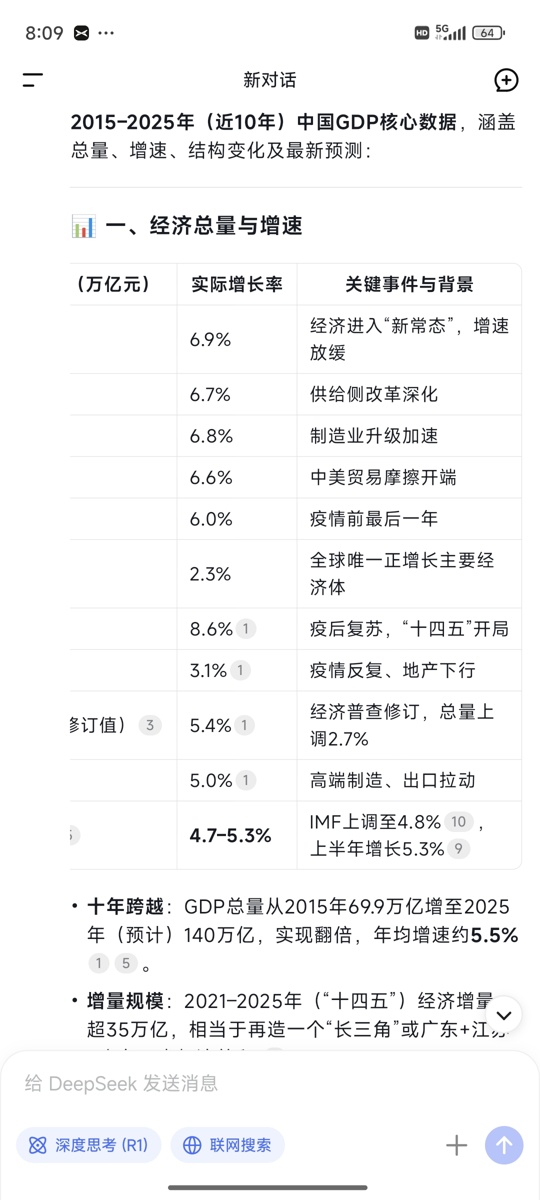 8:09 ···
HD 5G 64
新对话
2015–2025年（近10年）中国GDP核心数据，涵盖
总量、增速、结构变化及最新预测：
📊 一、经济总量与增速
（万亿元） 实际增长率 关键事件与背景
6.9% 经济进入“新常态”，增速
放缓
6.7% 供给侧改革深化
6.8% 制造业升级加速
6.6% 中美贸易摩擦开端
6.0% 疫情前最后一年
2.3% 全球唯一正增长主要经
济体
8.6% 1 疫后复苏，“十四五”开局
3.1% 1 疫情反复、地产下行
修订值） 3 5.4% 1 经济普查修订，总量上
调2.7%
5.0% 1 高端制造、出口拉动
4.7–5.3% IMF上调至4.8% 10 ，
上半年增长5.3% 9
• 十年跨越：GDP总量从2015年69.9万亿增至2025
年（预计）140万亿，实现翻倍，年均增速约5.5%
1 5 。
• 增量规模：2021–2025年（“十四五”）经济增量
超35万亿，相当于再造一个“长三角”或广东+江苏
给 DeepSeek 发送消息
深度思考 (R1) 联网搜索